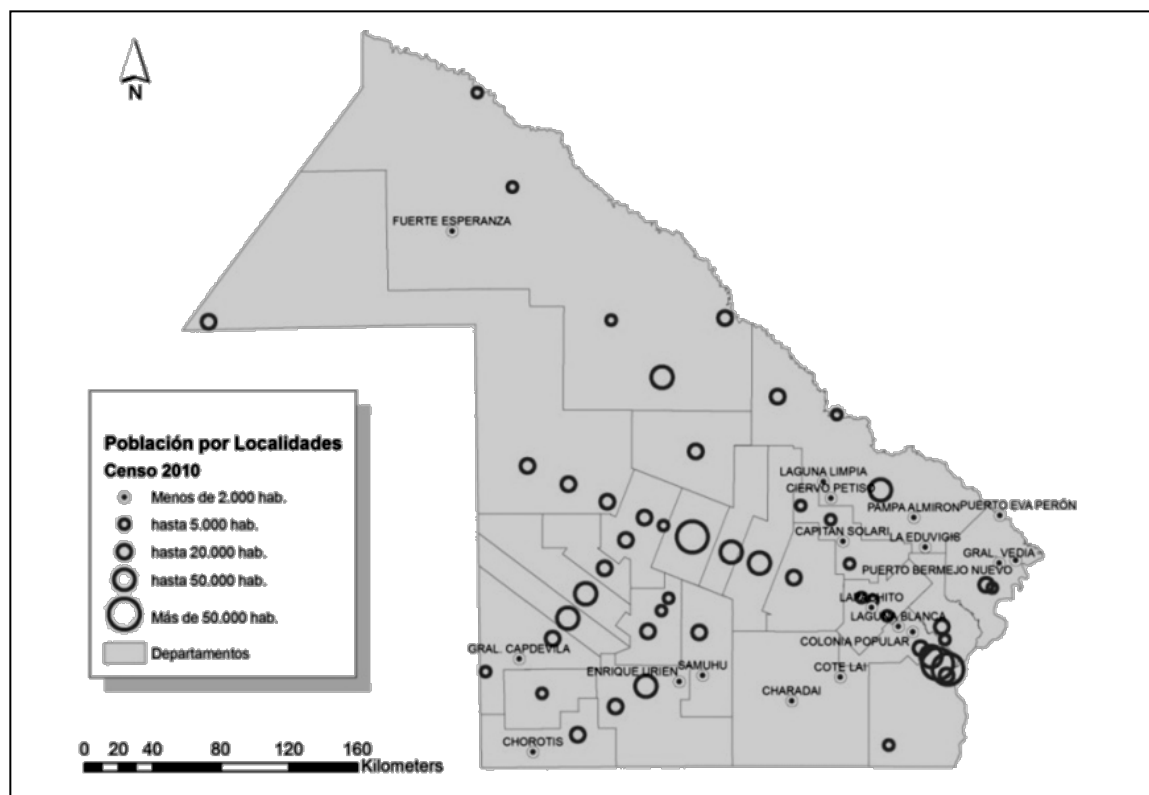 N
FUERTE ESPERANZA
LAGUNA LIMPIA
CIERVO PETISO
PAMPA ALMIRON
PUERTO EVA PERÓN
CAPITÁN SOLARI
LA EDUVIGIS
GRAL. VEDIA
PUERTO BERMEJO NUEVO
LAPACHITO
LAGUNA BLANCA
COLONIA POPULAR
GRAL. CAPDEVILA
ENRIQUE URIEN
SAMUHU
COTE LAI
CHARADAI
CHOROTIS
Población por Localidades
Censo 2010
Menos de 2.000 hab.
hasta 5.000 hab.
hasta 20.000 hab.
hasta 50.000 hab.
Más de 50.000 hab.
Departamentos
0 20 40 80 120 160
Kilometers